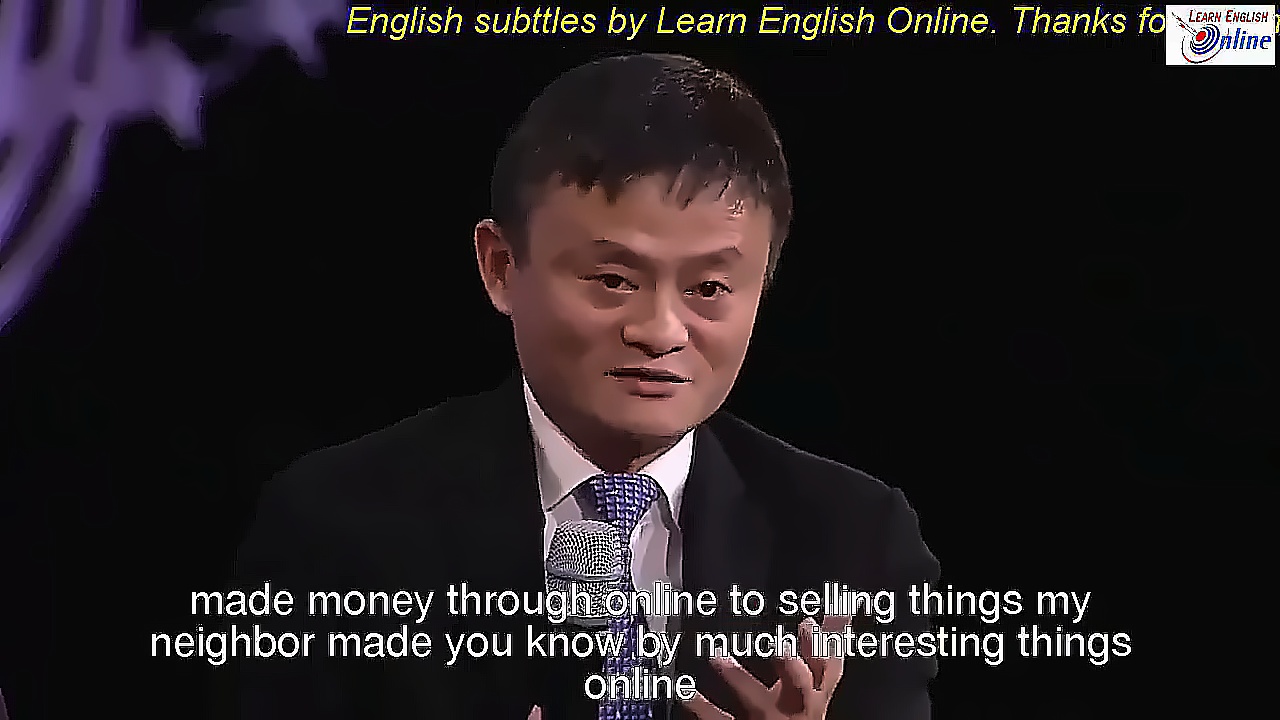 English subttles by Learn English Online. Thanks fo
LEARN ENGLISH
Online
made money through online to selling things my
neighbor made you know by much interesting things
online